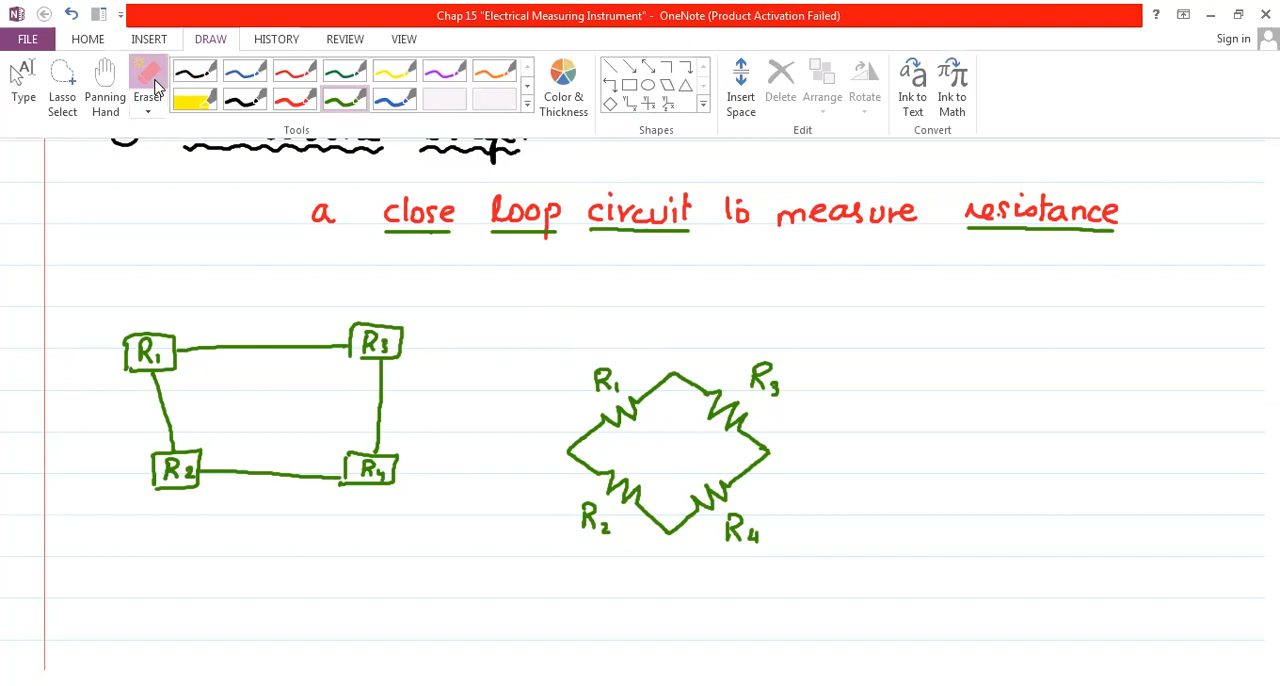 Chap 15 "Electrical Measuring Instrument" - OneNote (Product Activation Failed)
?
Sign in
FILE HOME INSERT DRAW HISTORY REVIEW VIEW
Type
Lasso Select
Panning Hand
Eraser
Color & Thickness
Insert Space
Delete
Arrange
Rotate
Ink to Text
Ink to Math
Tools
Shapes
Edit
Convert
a close loop circuit to measure resistance
R1 R3
R2 R4
R1 R3
R2 R4